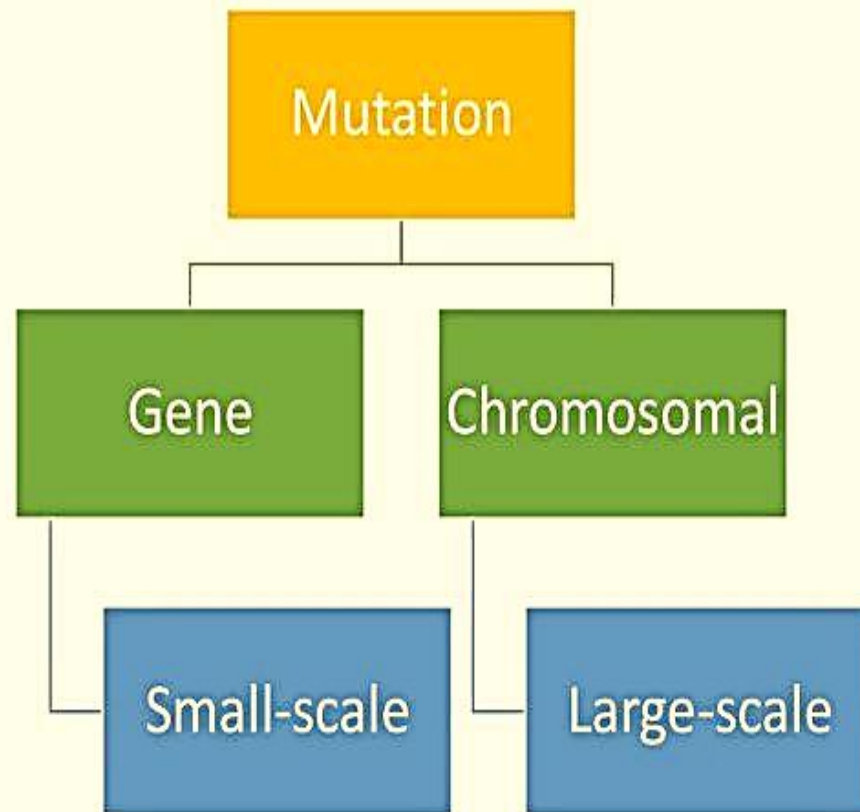 Mutation
Gene
Chromosomal
Small-scale
Large-scale